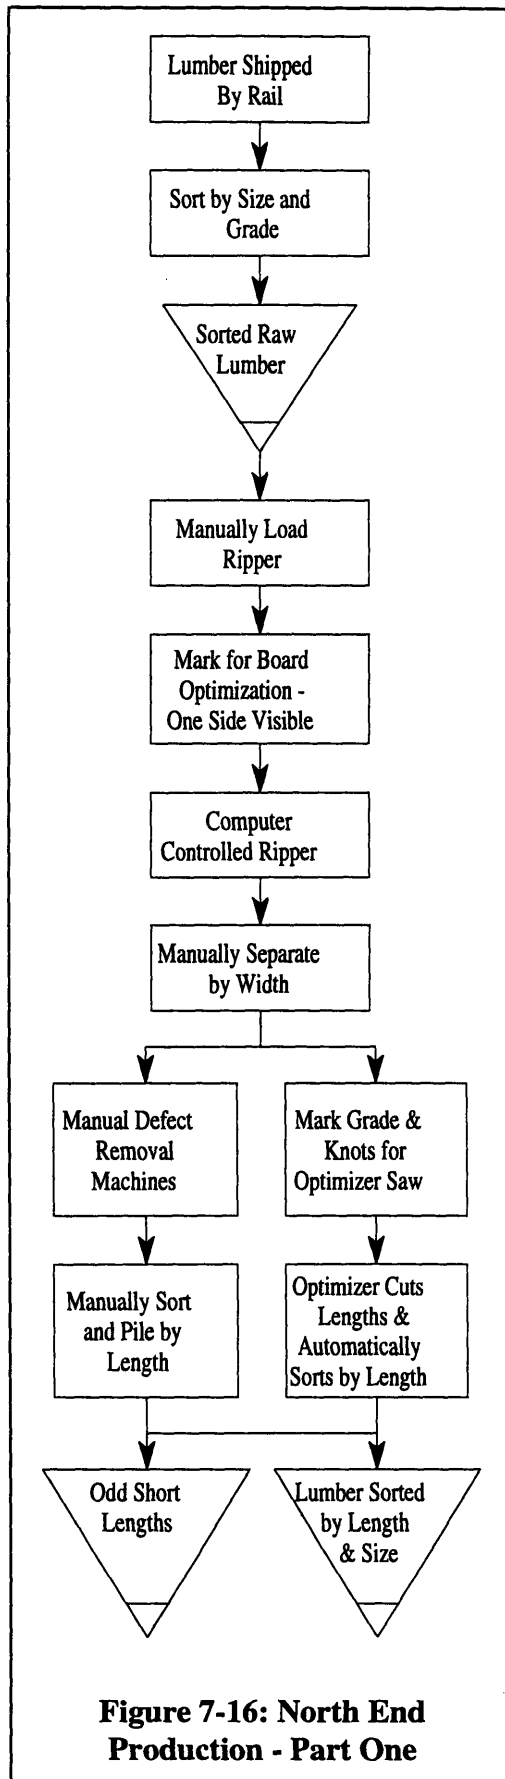 Lumber Shipped
By Rail
Sort by Size and
Grade
Sorted Raw
Lumber
Manually Load
Ripper
Mark for Board
Optimization -
One Side Visible
Computer
Controlled Ripper
Manually Separate
by Width
Manual Defect
Removal
Machines
Mark Grade &
Knots for
Optimizer Saw
Manually Sort
and Pile by
Length
Optimizer Cuts
Lengths &
Automatically
Sorts by Length
Odd Short
Lengths
Lumber Sorted
by Length
& Size
Figure 7-16: North End
Production - Part One